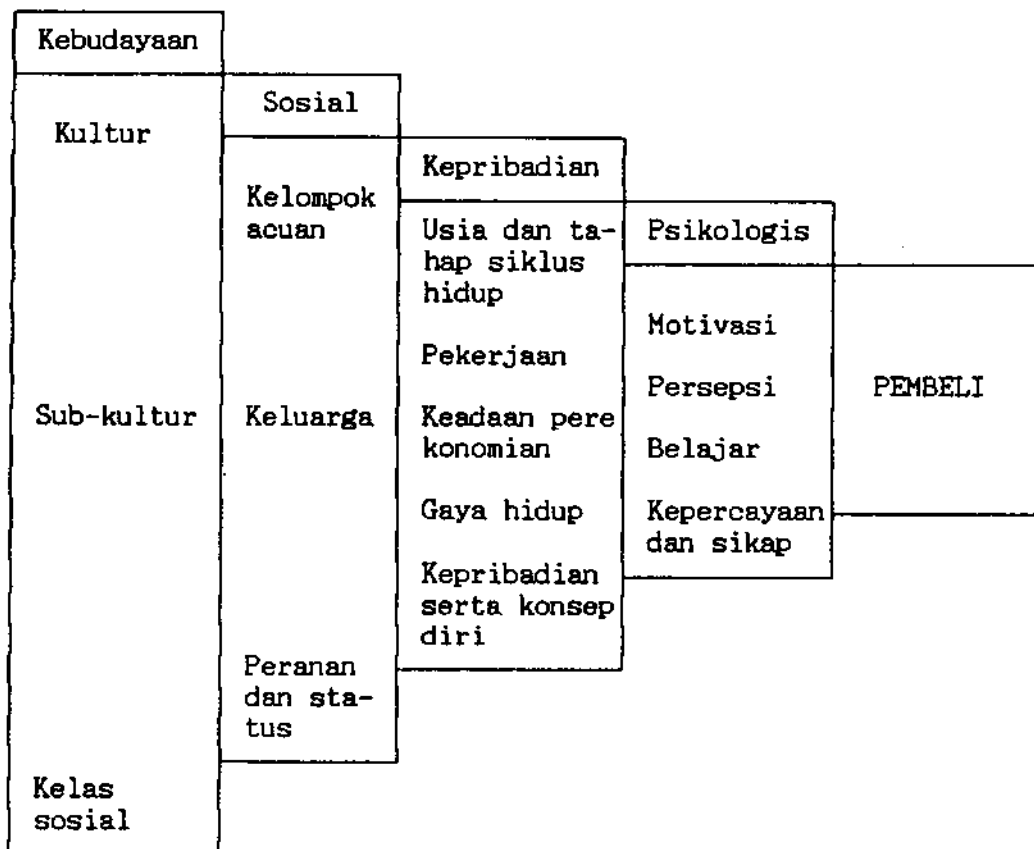 Kebudayaan
Kultur
Sub-kultur
Kelas
sosial
Sosial
Kelompok
acuan
Keluarga
Peranan
dan sta-
tus
Kepribadian
Usia dan ta-
hap siklus
hidup
Pekerjaan
Keadaan pere
konomian
Gaya hidup
Kepribadian
serta konsep
diri
Psikologis
Motivasi
Persepsi
Belajar
Kepercayaan
dan sikap
PEMBELI